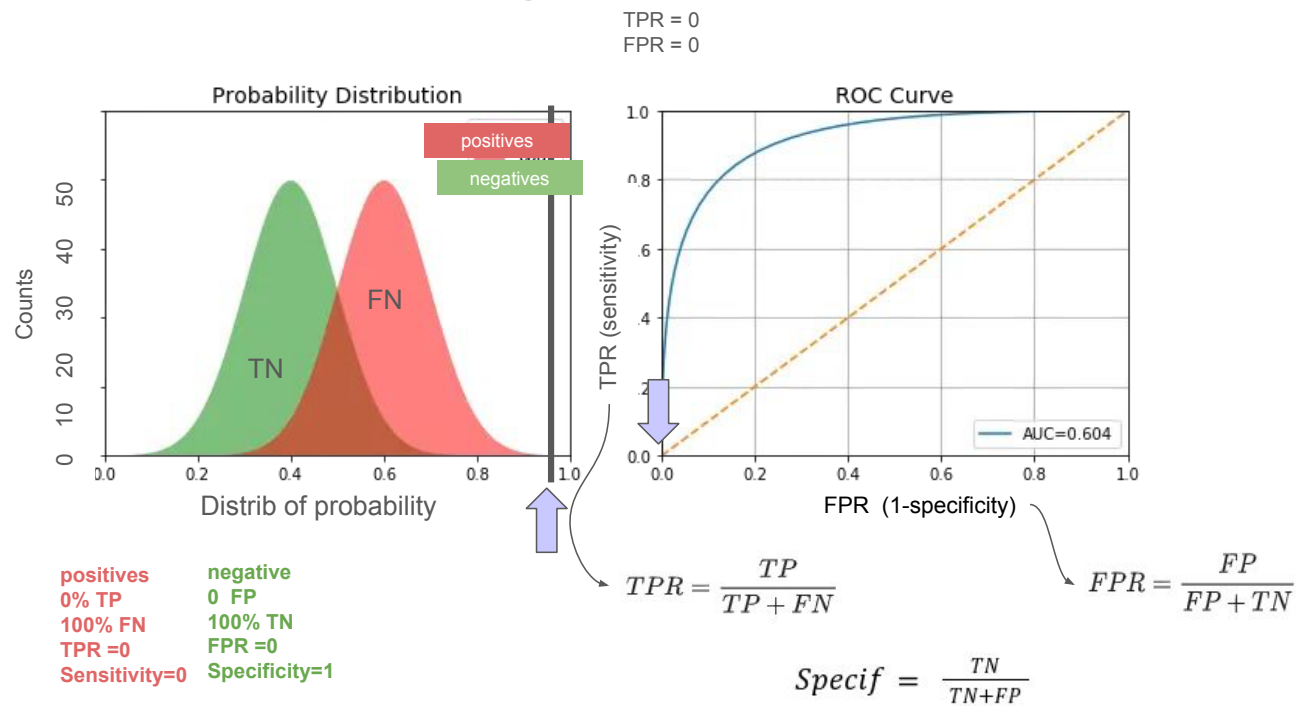 TPR = 0
FPR = 0
Probability Distribution
positives
negatives
Counts
50
40
30
20
10
0
TN
FN
0.0 0.2 0.4 0.6 0.8 1.0
Distrib of probability
ROC Curve
TPR (sensitivity)
1.0
0.8
.6
.4
.2
0.0
AUC=0.604
0.0 0.2 0.4 0.6 0.8 1.0
FPR (1-specificity)
positives
0% TP
100% FN
TPR =0
Sensitivity=0
negative
0 FP
100% TN
FPR =0
Specificity=1
TPR = TP / TP + FN
FPR = FP / FP + TN
Specif = TN / TN+FP